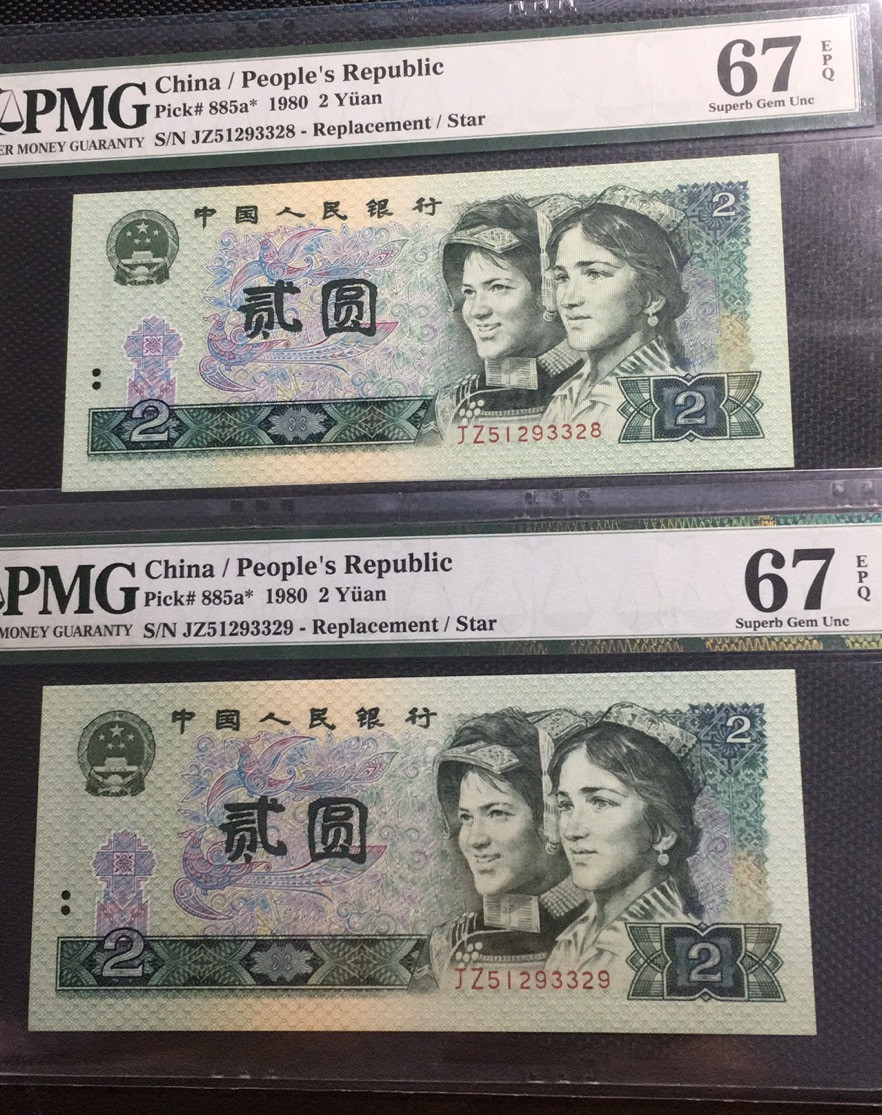 PMG
China / People's Republic
Pick# 885a* 1980 2 Yüan
ER MONEY GUARANTY
S/N JZ51293328 - Replacement / Star
67
EPQ
Superb Gem Unc
中国人民银行
2
贰圆
2
JZ51293328
2
PMG
China / People's Republic
Pick# 885a* 1980 2 Yüan
MONEY GUARANTY
S/N JZ51293329 - Replacement / Star
67
EPQ
Superb Gem Unc
中国人民银行
2
贰圆
2
JZ51293329
2